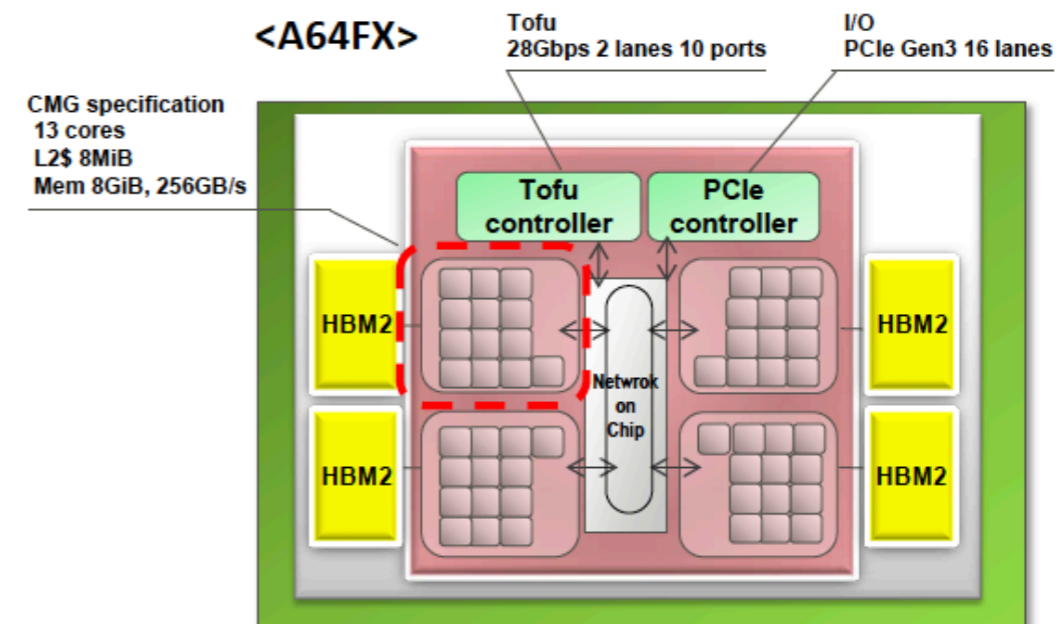 <A64FX>
Tofu
28Gbps 2 lanes 10 ports
I/O
PCIe Gen3 16 lanes
CMG specification
13 cores
L2$ 8MiB
Mem 8GiB, 256GB/s
Tofu
controller
PCIe
controller
HBM2
HBM2
Netwrok
on
Chip
HBM2
HBM2